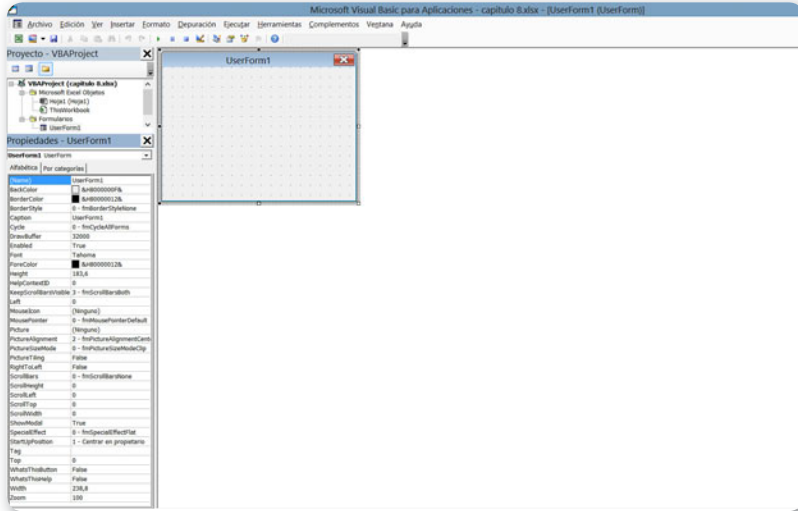 Microsoft Visual Basic para Aplicaciones - capitulo 8.xlsx - [UserForm1 (UserForm)]
Archivo Edición Ver Insertar Formato Depuración Ejecutar Herramientas Complementos Ventana Ayuda
Proyecto - VBAProject
VBAProject (capitulo 8.xlsx)
Microsoft Excel Objetos
Hoja1 (Hoja1)
ThisWorkbook
Formularios
UserForm1
Propiedades - UserForm1
UserForm1 UserForm
Alfabética Por categorías
(Name) UserForm1
BackColor &H8000000F&
BorderColor &H80000012&
BorderStyle 0 - fmBorderStyleNone
Caption UserForm1
Cycle 0 - fmCycleAllForms
DrawBuffer 32000
Enabled True
Font Tahoma
ForeColor &H80000012&
Height 183,6
HelpContextID 0
KeepScrollBarsVisible 3 - fmScrollBarsBoth
Left 0
MouseIcon (Ninguno)
MousePointer 0 - fmMousePointerDefault
Picture (Ninguno)
PictureAlignment 2 - fmPictureAlignmentCent
PictureSizeMode 0 - fmPictureSizeModeClip
PictureTiling False
RightToLeft False
ScrollBars 0 - fmScrollBarsNone
ScrollHeight 0
ScrollLeft 0
ScrollTop 0
ScrollWidth 0
ShowModal True
SpecialEffect 0 - fmSpecialEffectFlat
StartUpPosition 1 - Centrar en propietario
Tag
Top 0
WhatsThisButton False
WhatsThisHelp False
Width 238,8
Zoom 100
UserForm1